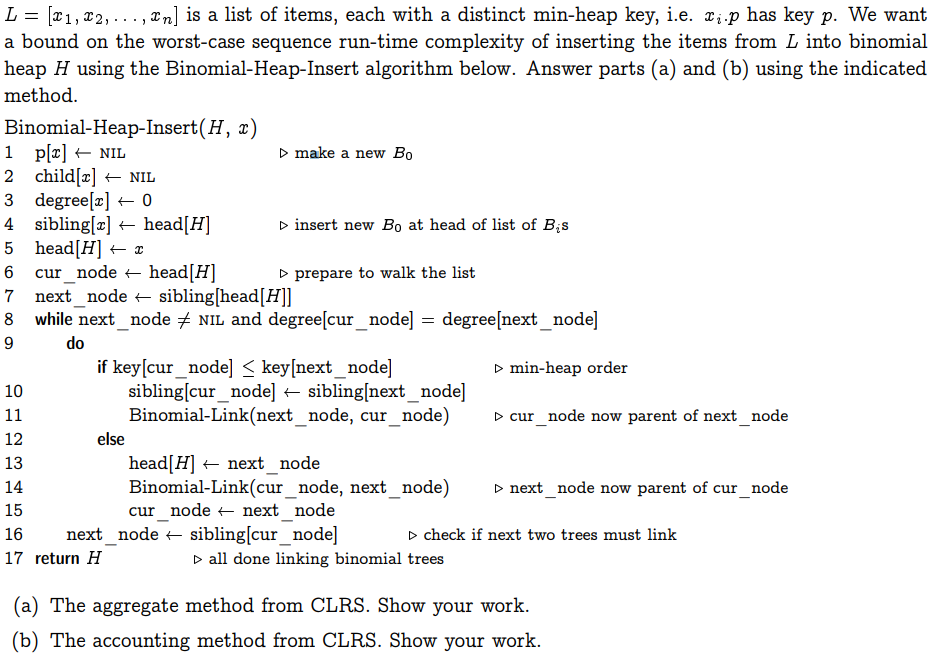 L = [x₁, x₂, . . . , xₙ] is a list of items, each with a distinct min-heap key, i.e. xᵢ.p has key p. We want
a bound on the worst-case sequence run-time complexity of inserting the items from L into binomial
heap H using the Binomial-Heap-Insert algorithm below. Answer parts (a) and (b) using the indicated
method.
Binomial-Heap-Insert(H, x)
1 p[x] ← NIL ▷ make a new B₀
2 child[x] ← NIL
3 degree[x] ← 0
4 sibling[x] ← head[H] ▷ insert new B₀ at head of list of Bᵢs
5 head[H] ← x
6 cur_node ← head[H] ▷ prepare to walk the list
7 next_node ← sibling[head[H]]
8 while next_node ≠ NIL and degree[cur_node] = degree[next_node]
9 do
if key[cur_node] ≤ key[next_node] ▷ min-heap order
10 sibling[cur_node] ← sibling[next_node]
11 Binomial-Link(next_node, cur_node) ▷ cur_node now parent of next_node
12 else
13 head[H] ← next_node
14 Binomial-Link(cur_node, next_node) ▷ next_node now parent of cur_node
15 cur_node ← next_node
16 next_node ← sibling[cur_node] ▷ check if next two trees must link
17 return H ▷ all done linking binomial trees
(a) The aggregate method from CLRS. Show your work.
(b) The accounting method from CLRS. Show your work.